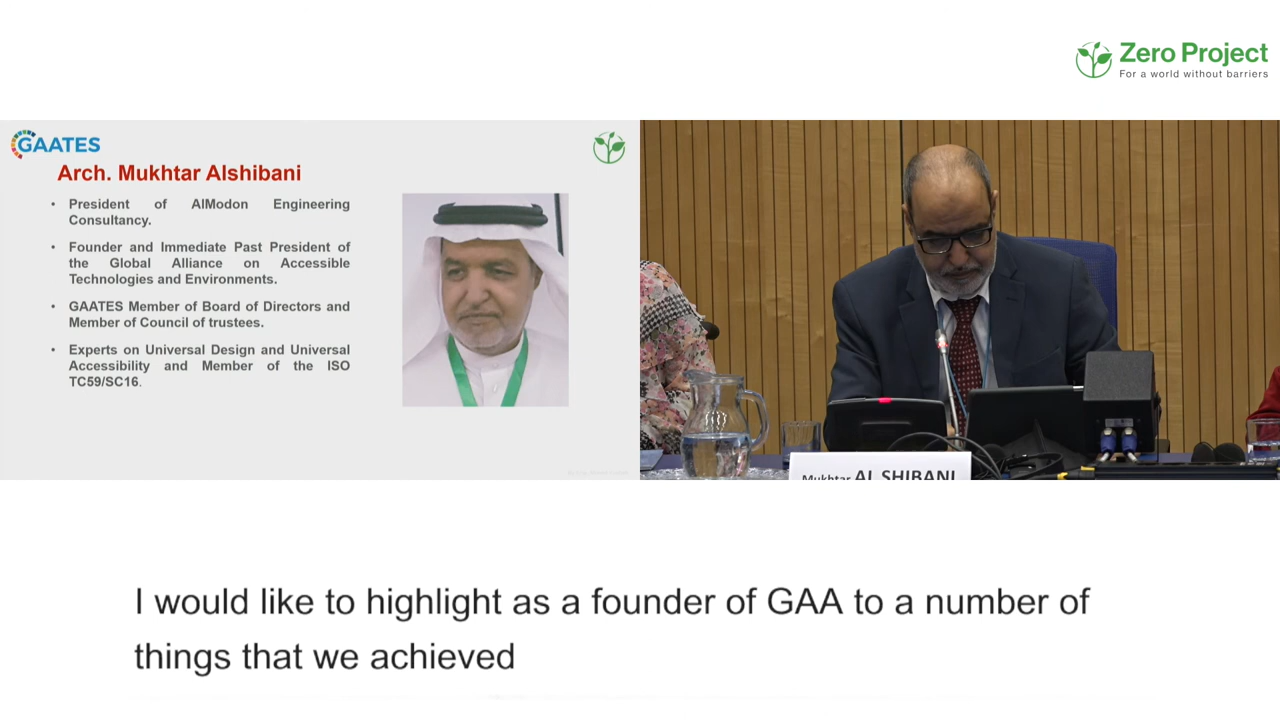 Zero Project
For a world without barriers
GAATES
Arch. Mukhtar Alshibani
• President of AlModon Engineering
Consultancy.
• Founder and Immediate Past President of
the Global Alliance on Accessible
Technologies and Environments.
• GAATES Member of Board of Directors and
Member of Council of trustees.
• Experts on Universal Design and Universal
Accessibility and Member of the ISO
TC59/SC16.
Mukhtar AL SHIBANI
I would like to highlight as a founder of GAA to a number of
things that we achieved